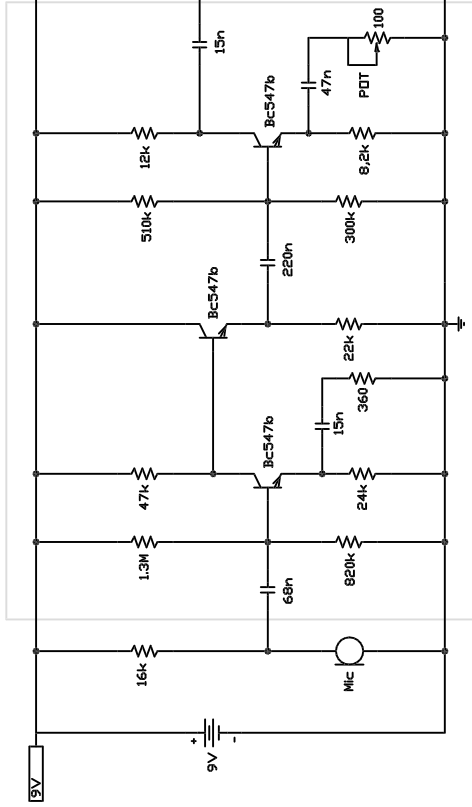 15n
100
47n
POT
Bc547b
12k
8,2k
510k
300k
220n
Bc547b
22k
360
15n
Bc547b
47k
24k
1.3M
820k
68n
16k
Mic
+
-
9V
9V